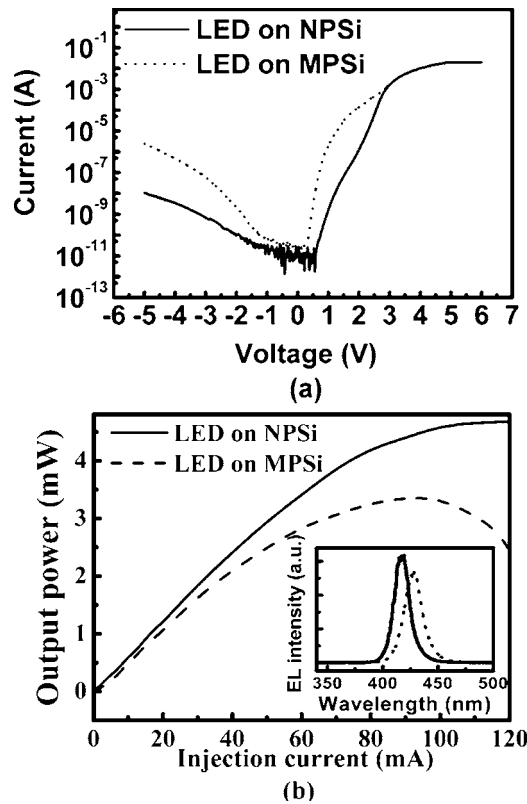 LED on NPSi
LED on MPSi
10^-1
10^-3
10^-5
10^-7
10^-9
10^-11
10^-13
Current (A)
-6 -5 -4 -3 -2 -1 0 1 2 3 4 5 6 7
Voltage (V)
(a)
LED on NPSi
LED on MPSi
4
3
2
1
0
Output power (mW)
EL intensity (a.u.)
350 400 450 500
Wavelength (nm)
0 20 40 60 80 100 120
Injection current (mA)
(b)